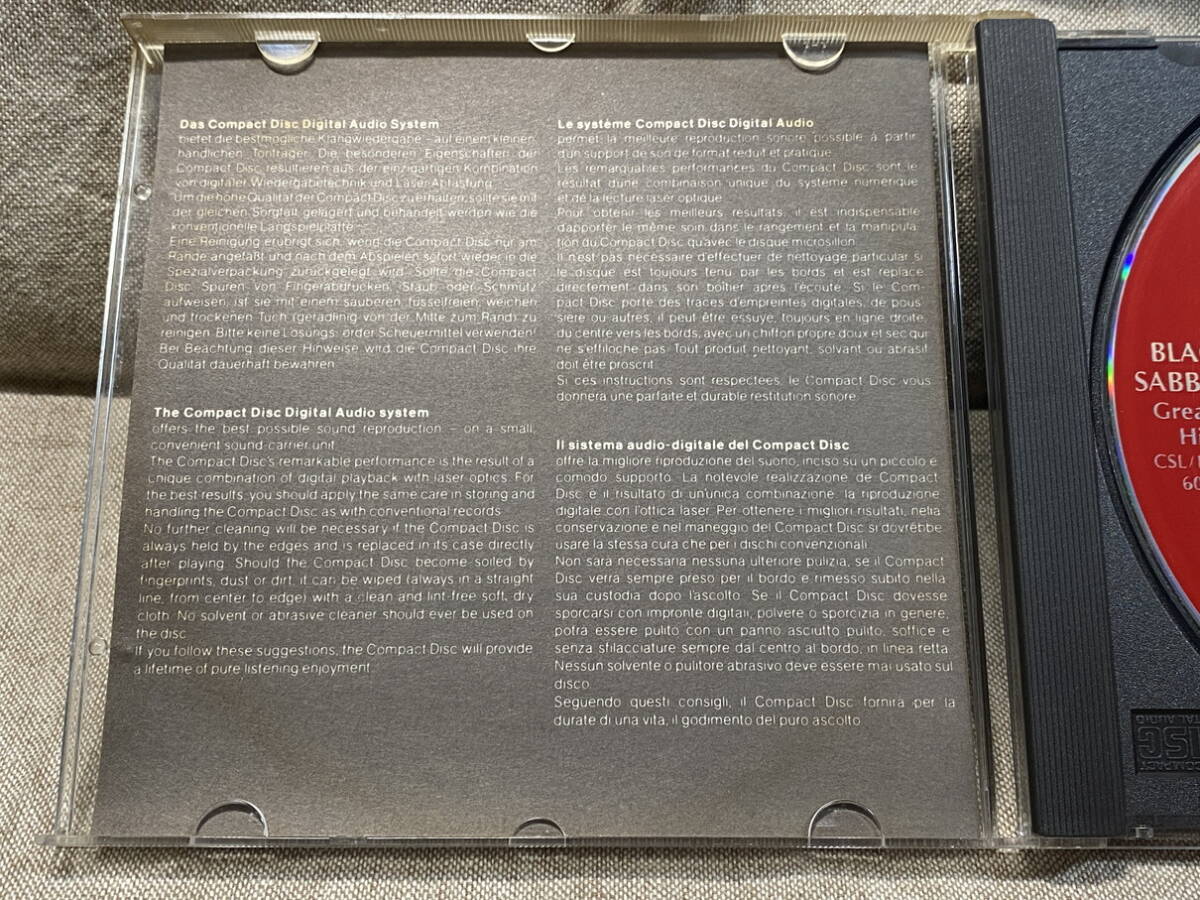 Das Compact Disc Digital Audio System
bietet die bestmögliche Klangwiedergabe – auf einem kleinen,
handlichen Tonträger. Die besonderen Eigenschaften der
Compact Disc resultieren aus der einzigartigen Kombination
von digitaler Wiedergabetechnik und Laser-Abtastung.
Um die hohe Qualität der Compact Disc zu erhalten, sollte sie mit
der gleichen Sorgfalt gelagert und behandelt werden wie die
konventionelle Langspielplatte.
Eine Reinigung erübrigt sich, wenn die Compact Disc nur am
Rande angefaßt und nach dem Abspielen sofort wieder in die
Spezialverpackung zurückgelegt wird. Sollte die Compact
Disc Spuren von Fingerabdrücken, Staub oder Schmutz
aufweisen, ist sie mit einem sauberen, fusselfreien, weichen
und trockenen Tuch (geradlinig von der Mitte zum Rand) zu
reinigen. Bitte keine Lösungs- order Scheuermittel verwenden!
Bei Beachtung dieser Hinweise wird die Compact Disc ihre
Qualität dauerhaft bewahren.
The Compact Disc Digital Audio system
offers the best possible sound reproduction – on a small,
convenient sound-carrier unit.
The Compact Disc's remarkable performance is the result of a
unique combination of digital playback with laser optics. For
the best results, you should apply the same care in storing and
handling the Compact Disc as with conventional records.
No further cleaning will be necessary if the Compact Disc is
always held by the edges and is replaced in its case directly
after playing. Should the Compact Disc become soiled by
fingerprints, dust or dirt, it can be wiped (always in a straight
line, from center to edge) with a clean and lint-free soft, dry
cloth. No solvent or abrasive cleaner should ever be used on
the disc.
If you follow these suggestions, the Compact Disc will provide
a lifetime of pure listening enjoyment.
Le système Compact Disc Digital Audio
permet la meilleure reproduction sonore possible à partir
d'un support de son de format réduit et pratique.
Les remarquables performances du Compact Disc sont le
résultat d'une combinaison unique du système numérique
et de la lecture laser optique.
Pour obtenir les meilleurs résultats, il est indispensable
d'apporter le même soin dans le rangement et la manipula-
tion du Compact Disc qu'avec le disque microsillon.
Il n'est pas nécessaire d'effectuer de nettoyage particular si
le disque est toujours tenu par les bords et est replacé
directement dans son boîtier après l'écoute. Si le Com-
pact Disc porte des traces d'empreintes digitales, de pous-
sière ou autres, il peut être essuyé, toujours en ligne droite,
du centre vers les bords, avec un chiffon propre doux et sec qui
ne s'effiloche pas. Tout produit nettoyant, solvant ou abrasif
doit être proscrit.
Si ces instructions sont respectées, le Compact Disc vous
donnera une parfaite et durable restitution sonore.
Il sistema audio-digitale del Compact Disc
offre la migliore riproduzione del suono, inciso su un piccolo e
comodo supporto. La notevole realizzazione de Compact
Disc è il risultato di un'unica combinazione: la riproduzione
digitale con l'ottica laser. Per ottenere i migliori risultati, nella
conservazione e nel maneggio del Compact Disc si dovrebbe
usare la stessa cura che per i dischi convenzionali.
Non sarà necessaria nessuna ulteriore pulizia, se il Compact
Disc verrà sempre preso per il bordo e rimesso subito nella
sua custodia dopo l'ascolto. Se il Compact Disc dovesse
sporcarsi con impronte digitali, polvere o sporcizia in genere,
potrà essere pulito con un panno asciutto pulito, soffice e
senza sfilacciature sempre dal centro al bordo, in linea retta.
Nessun solvente o pulitore abrasivo deve essere mai usato sul
disco.
Seguendo questi consigli, il Compact Disc fornirà per la
durate di una vita, il godimento del puro ascolto.
BLAC
SABB
Grea
Hi
CSL/
60